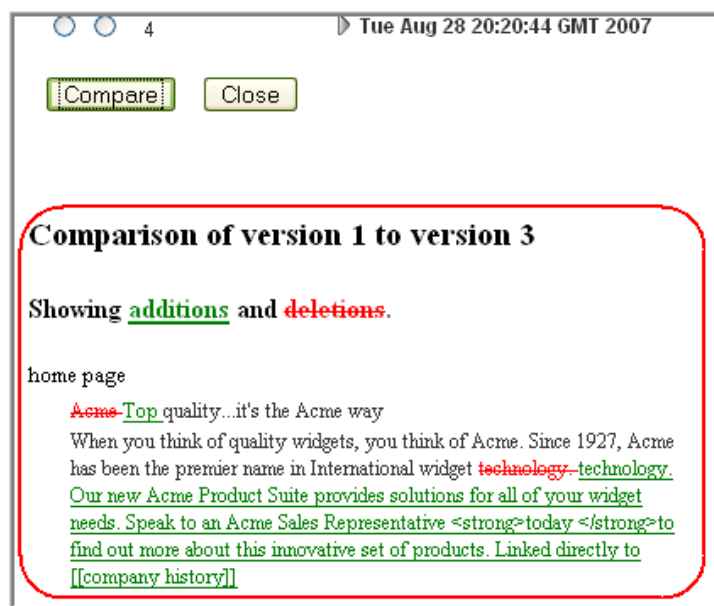 4 Tue Aug 28 20:20:44 GMT 2007
Compare Close
Comparison of version 1 to version 3
Showing additions and deletions.
home page
Acme Top quality...it's the Acme way
When you think of quality widgets, you think of Acme. Since 1927, Acme
has been the premier name in International widget technology. technology.
Our new Acme Product Suite provides solutions for all of your widget
needs. Speak to an Acme Sales Representative <strong>today </strong>to
find out more about this innovative set of products. Linked directly to
[[company history]]